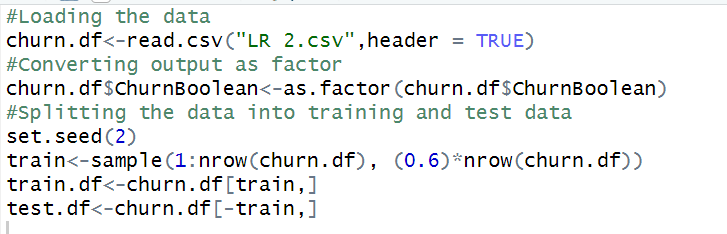 #Loading the data
churn.df<-read.csv("LR 2.csv",header = TRUE)
#Converting output as factor
churn.df$ChurnBoolean<-as.factor(churn.df$ChurnBoolean)
#Splitting the data into training and test data
set.seed(2)
train<-sample(1:nrow(churn.df), (0.6)*nrow(churn.df))
train.df<-churn.df[train,]
test.df<-churn.df[-train,]